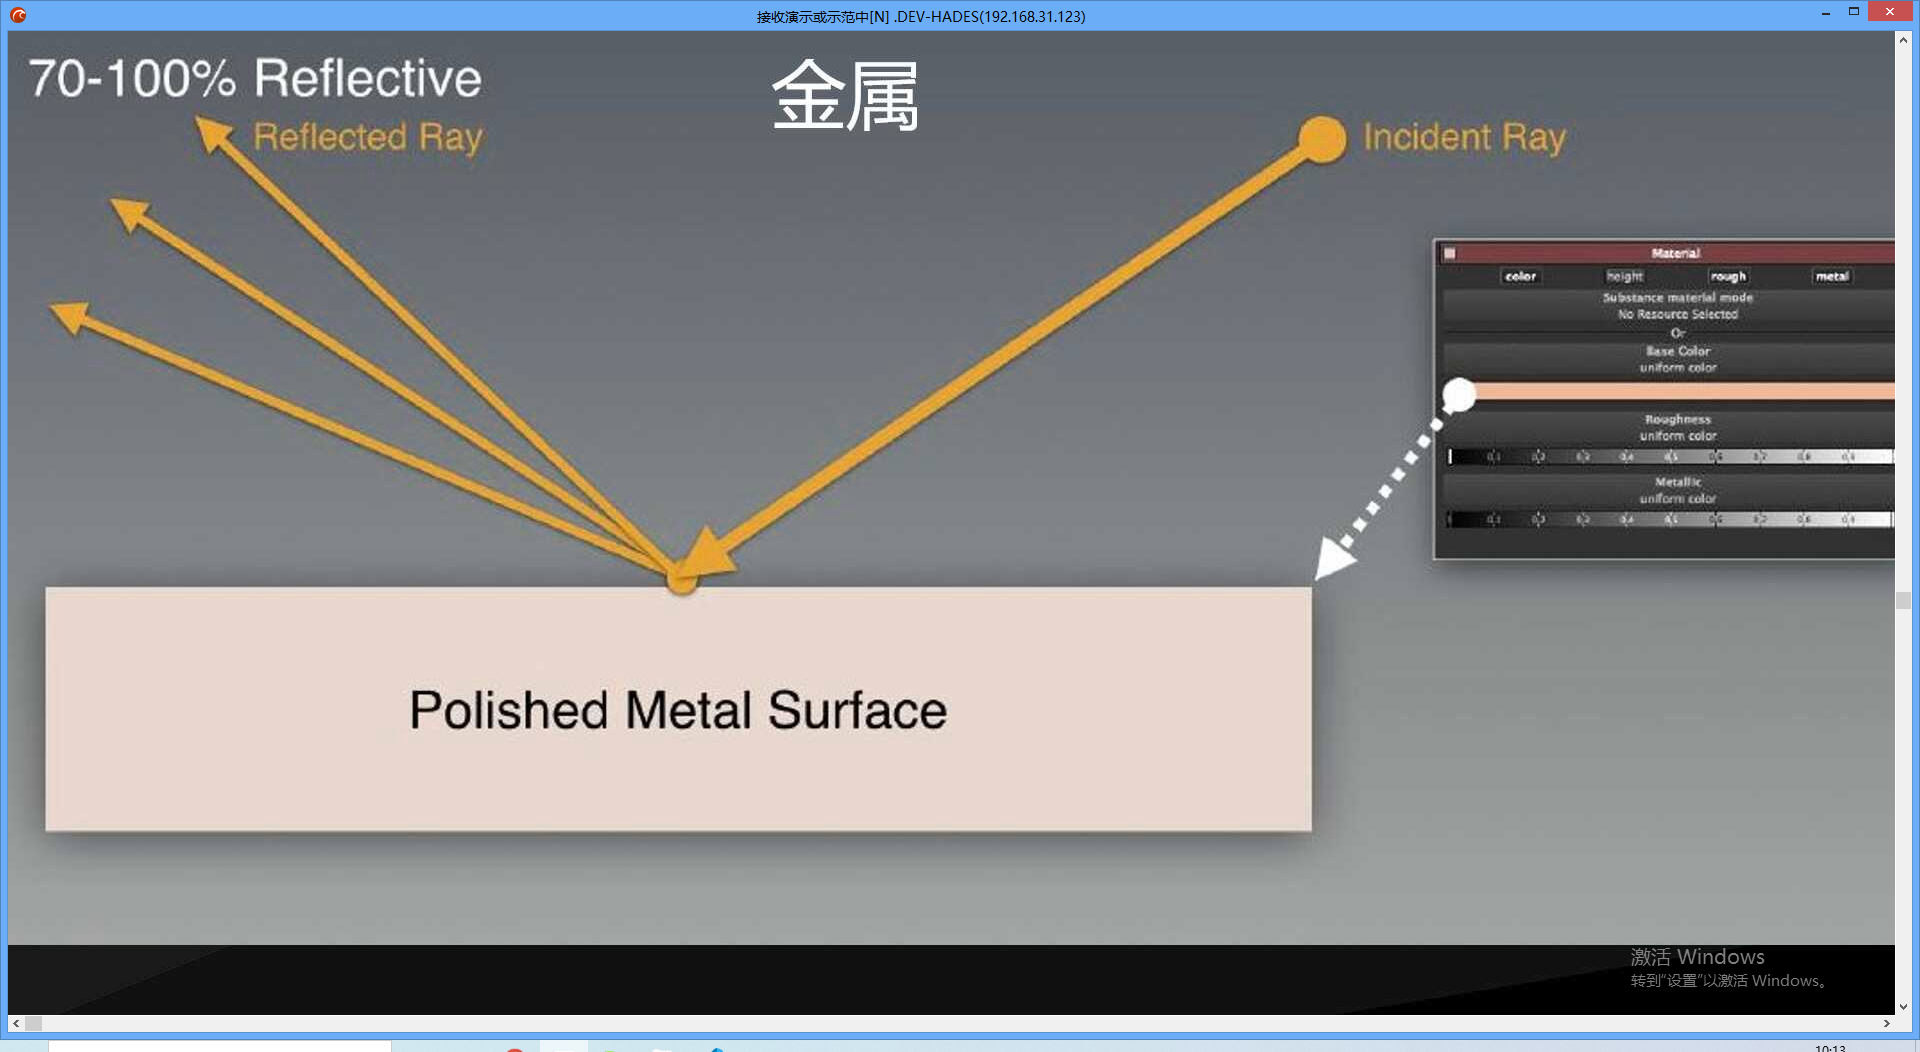 接收演示或示范中[N] .DEV-HADES(192.168.31.123)
70-100% Reflective
金属
Reflected Ray
Incident Ray
Material
color height rough metal
Substance material mode
No Resource Selected
Or
Base Color
uniform color
Roughness
uniform color
Metallic
uniform color
Polished Metal Surface
激活 Windows
转到“设置”以激活 Windows。
10:13